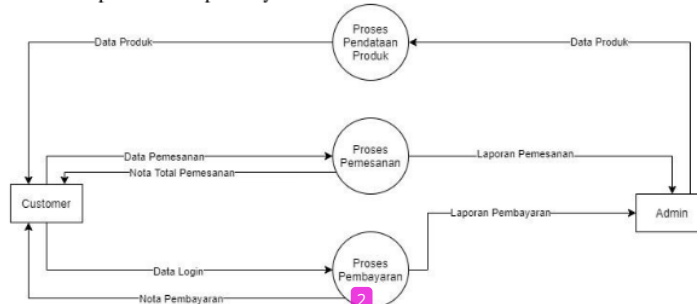 Proses
Pendataan
Produk
Data Produk
Data Produk
Proses
Pemesanan
Data Pemesanan
Laporan Pemesanan
Nota Total Pemesanan
Customer
Admin
Laporan Pembayaran
Proses
Pembayaran
Data Login
Nota Pembayaran
2